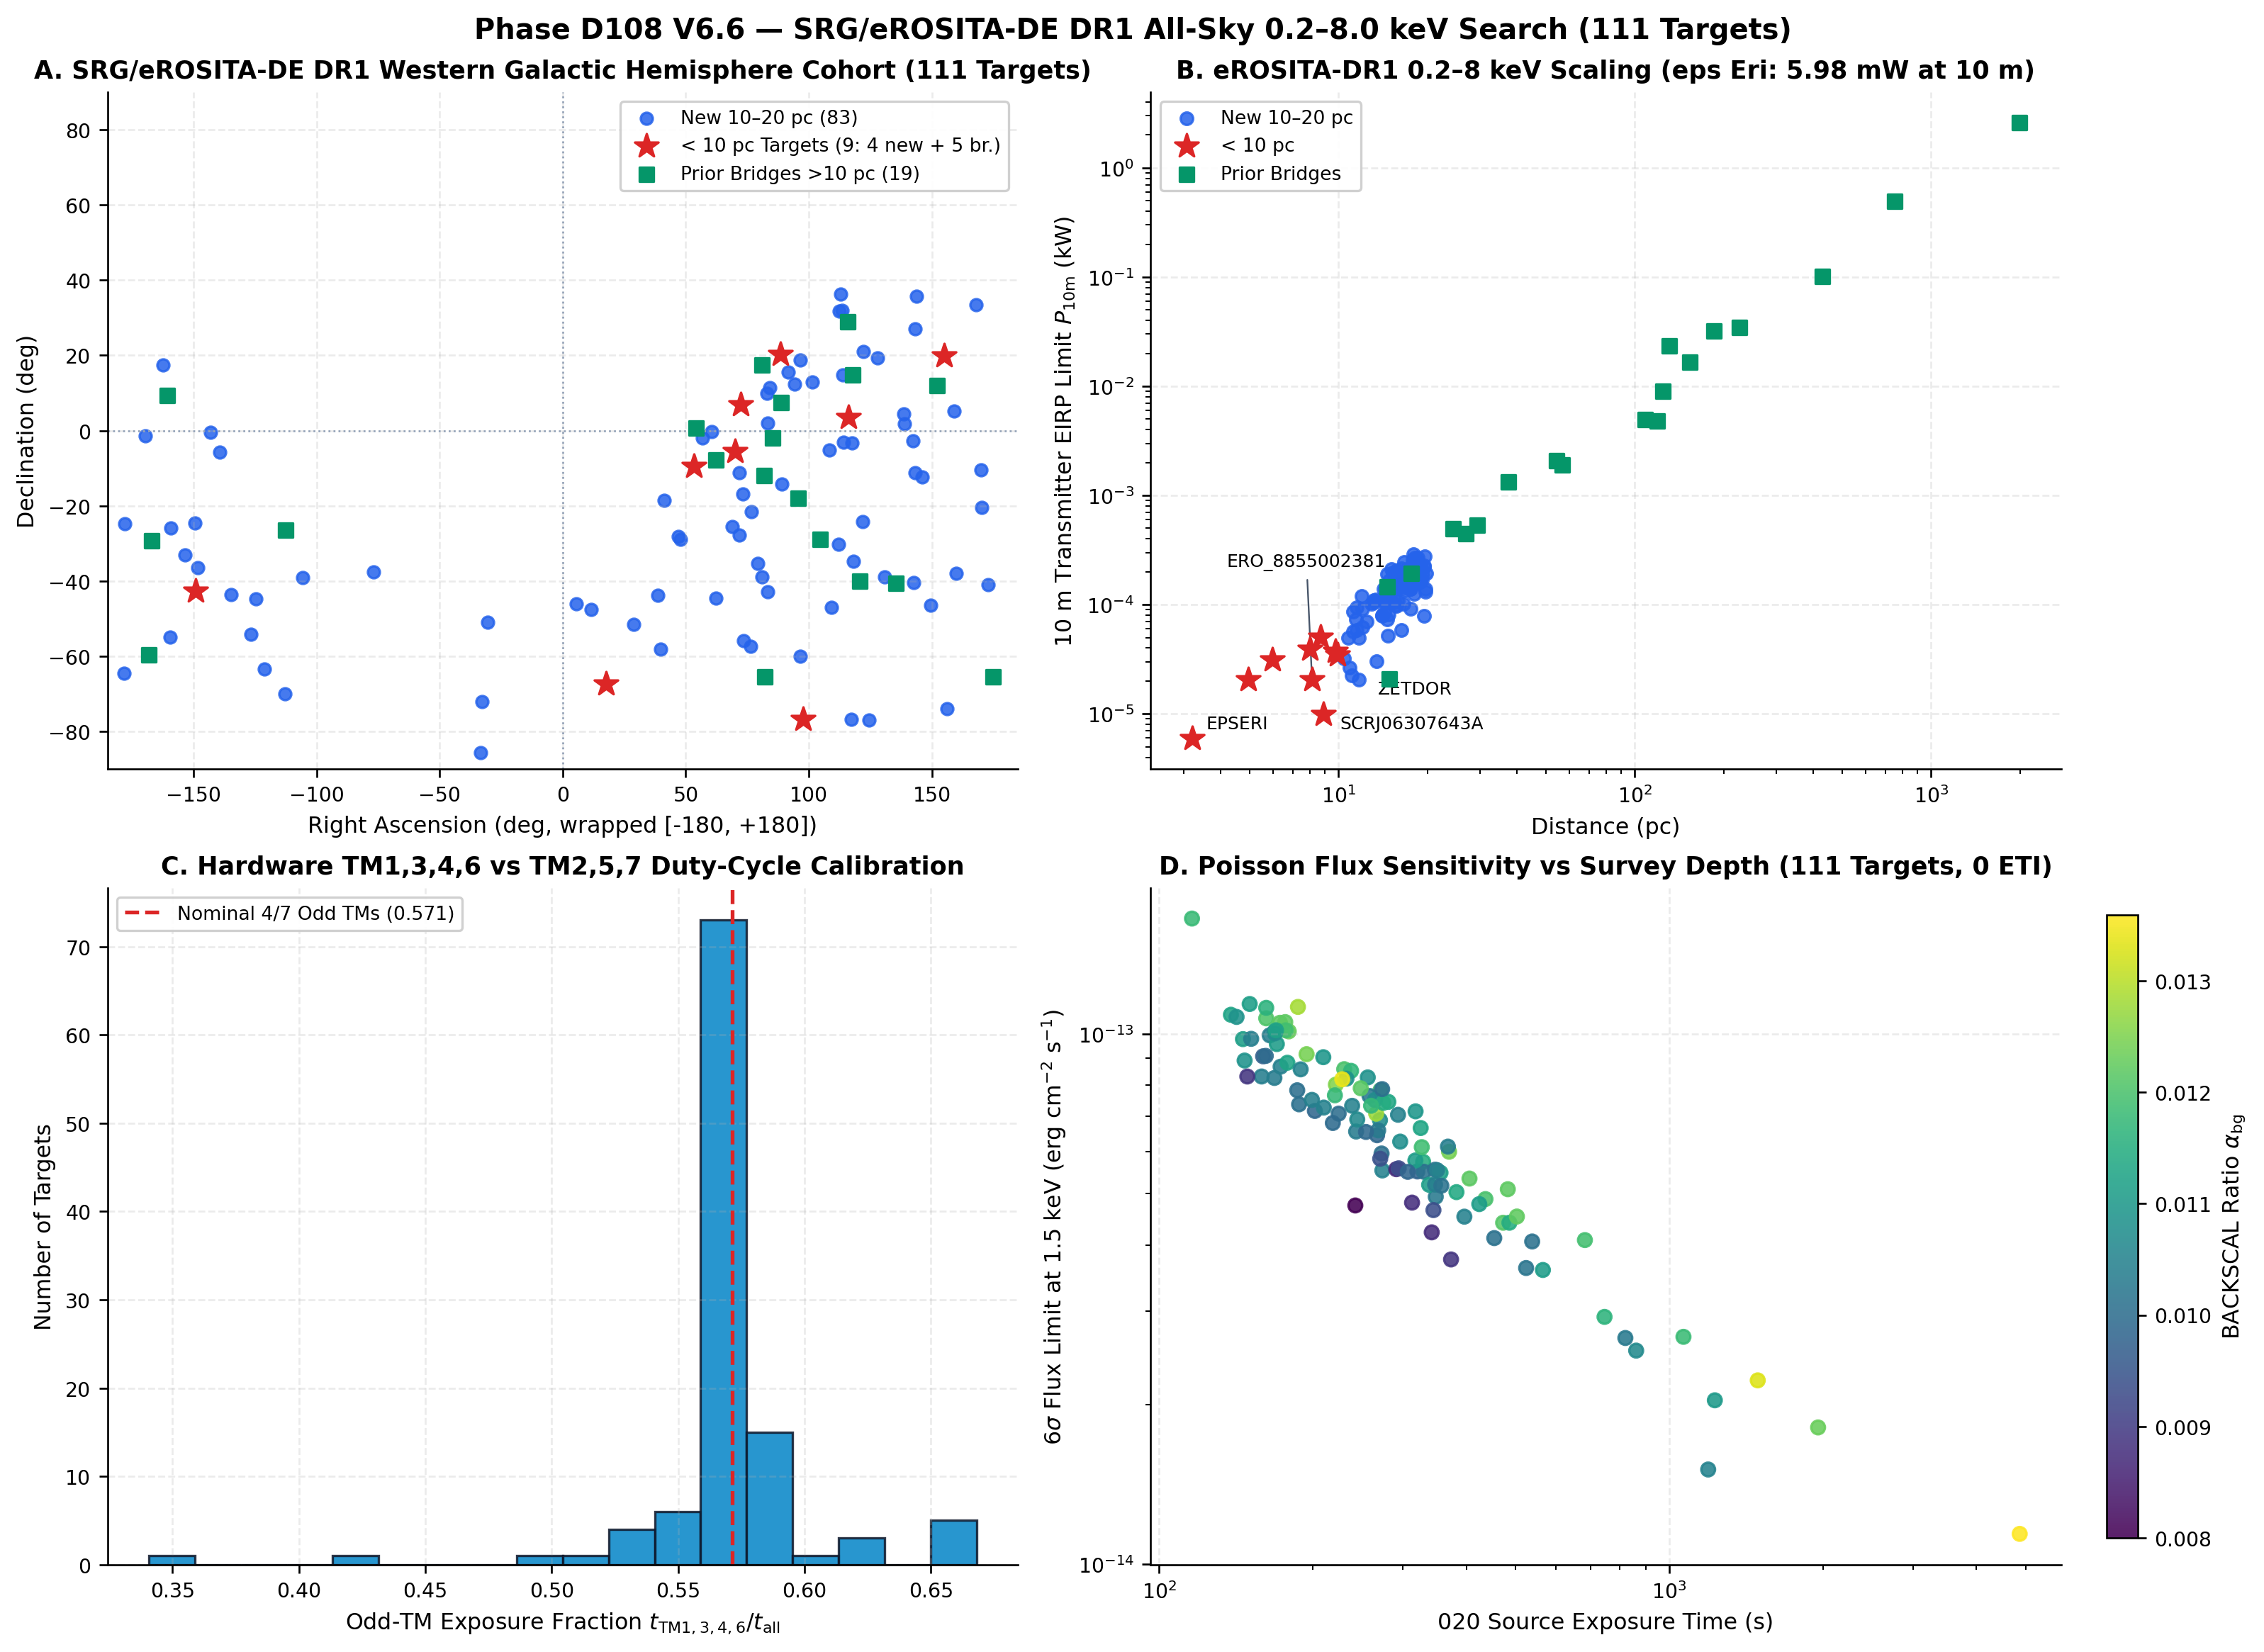 Phase D108 V6.6 — SRG/eROSITA-DE DR1 All-Sky 0.2–8.0 keV Search (111 Targets)
A. SRG/eROSITA-DE DR1 Western Galactic Hemisphere Cohort (111 Targets)
New 10–20 pc (83)
< 10 pc Targets (9: 4 new + 5 br.)
Prior Bridges >10 pc (19)
80
60
40
20
0
−20
−40
−60
−80
Declination (deg)
−150 −100 −50 0 50 100 150
Right Ascension (deg, wrapped [-180, +180])
B. eROSITA-DR1 0.2–8 keV Scaling (eps Eri: 5.98 mW at 10 m)
New 10–20 pc
< 10 pc
Prior Bridges
10⁰
10⁻¹
10⁻²
10⁻³
10⁻⁴
10⁻⁵
10 m Transmitter EIRP Limit P₁₀ₘ (kW)
ERO_8855002381
ZETDOR
EPSERI
SCRJ06307643A
10¹ 10² 10³
Distance (pc)
C. Hardware TM1,3,4,6 vs TM2,5,7 Duty-Cycle Calibration
Nominal 4/7 Odd TMs (0.571)
70
60
50
40
30
20
10
0
Number of Targets
0.35 0.40 0.45 0.50 0.55 0.60 0.65
Odd-TM Exposure Fraction t_TM1,3,4,6/t_all
D. Poisson Flux Sensitivity vs Survey Depth (111 Targets, 0 ETI)
10⁻¹³
10⁻¹⁴
6σ Flux Limit at 1.5 keV (erg cm⁻² s⁻¹)
10² 10³
020 Source Exposure Time (s)
0.013
0.012
0.011
0.010
0.009
0.008
BACKSCAL Ratio α_bg